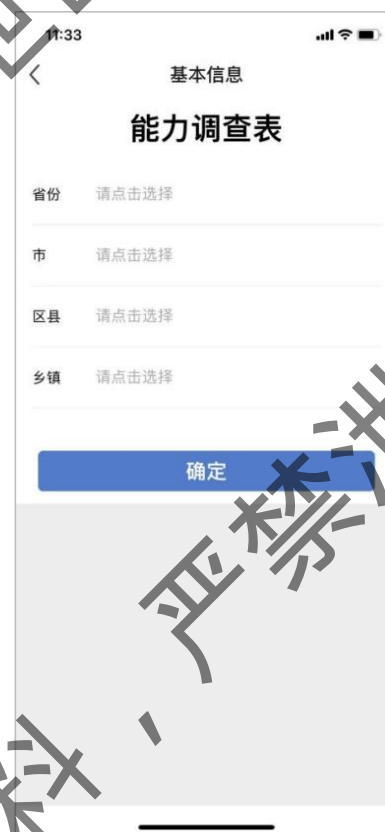 11:33
基本信息
能力调查表
省份 请点击选择
市 请点击选择
区县 请点击选择
乡镇 请点击选择
确定
料，严禁